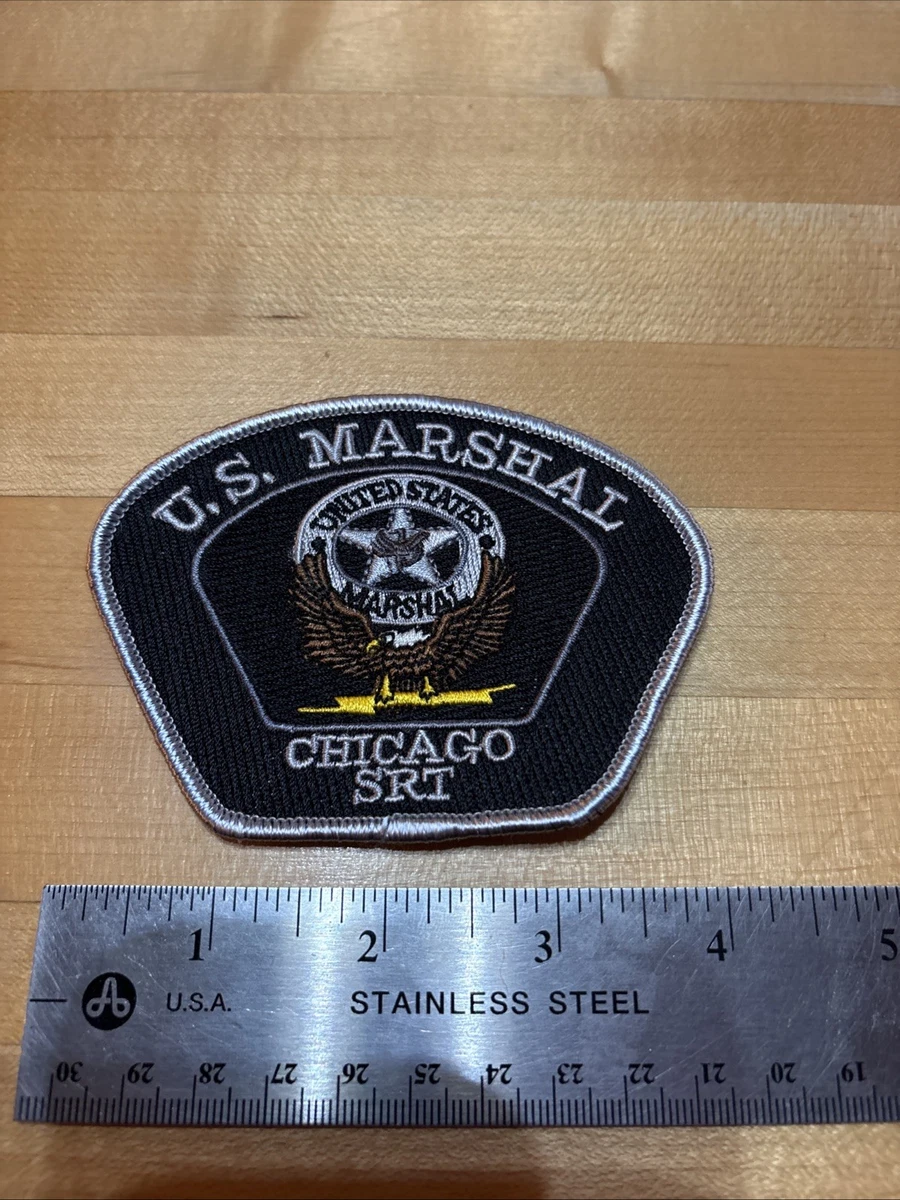 U.S. MARSHAL
UNITED STATES
MARSHAL
CHICAGO
SRT
1 2 3 4 5
U.S.A. STAINLESS STEEL
30 29 28 27 26 25 24 23 22 21 20 19